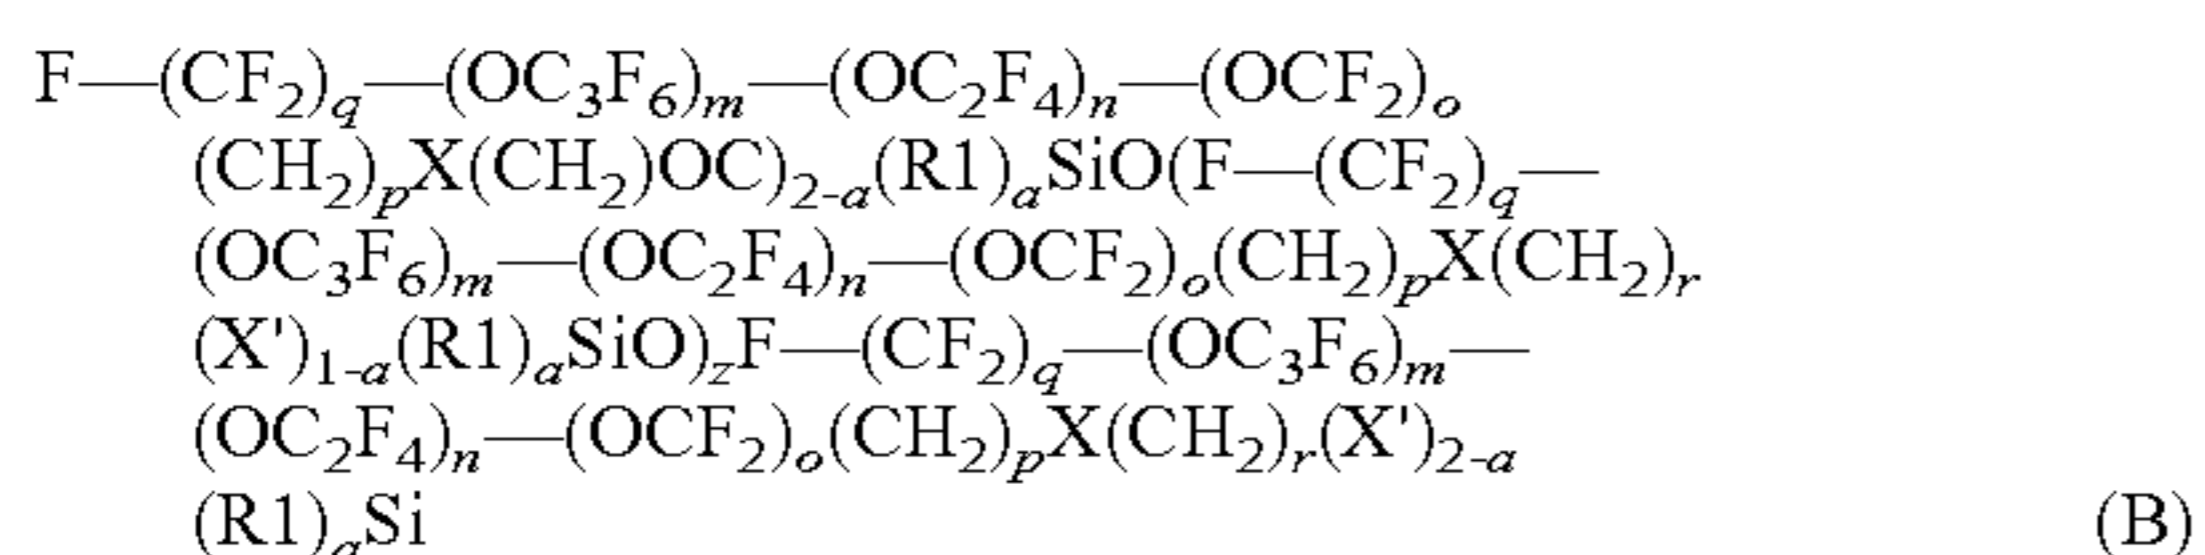 F—(CF₂)q—(OC₃F₆)m—(OC₂F₄)n—(OCF₂)o
(CH₂)pX(CH₂)OC)₂₋a(R1)aSiO(F—(CF₂)q—
(OC₃F₆)m—(OC₂F₄)n—(OCF₂)o(CH₂)pX(CH₂)r
(X')₁₋a(R1)aSiO)zF—(CF₂)q—(OC₃F₆)m—
(OC₂F₄)n—(OCF₂)o(CH₂)pX(CH₂)r(X')₂₋a
(R1)aSi (B)